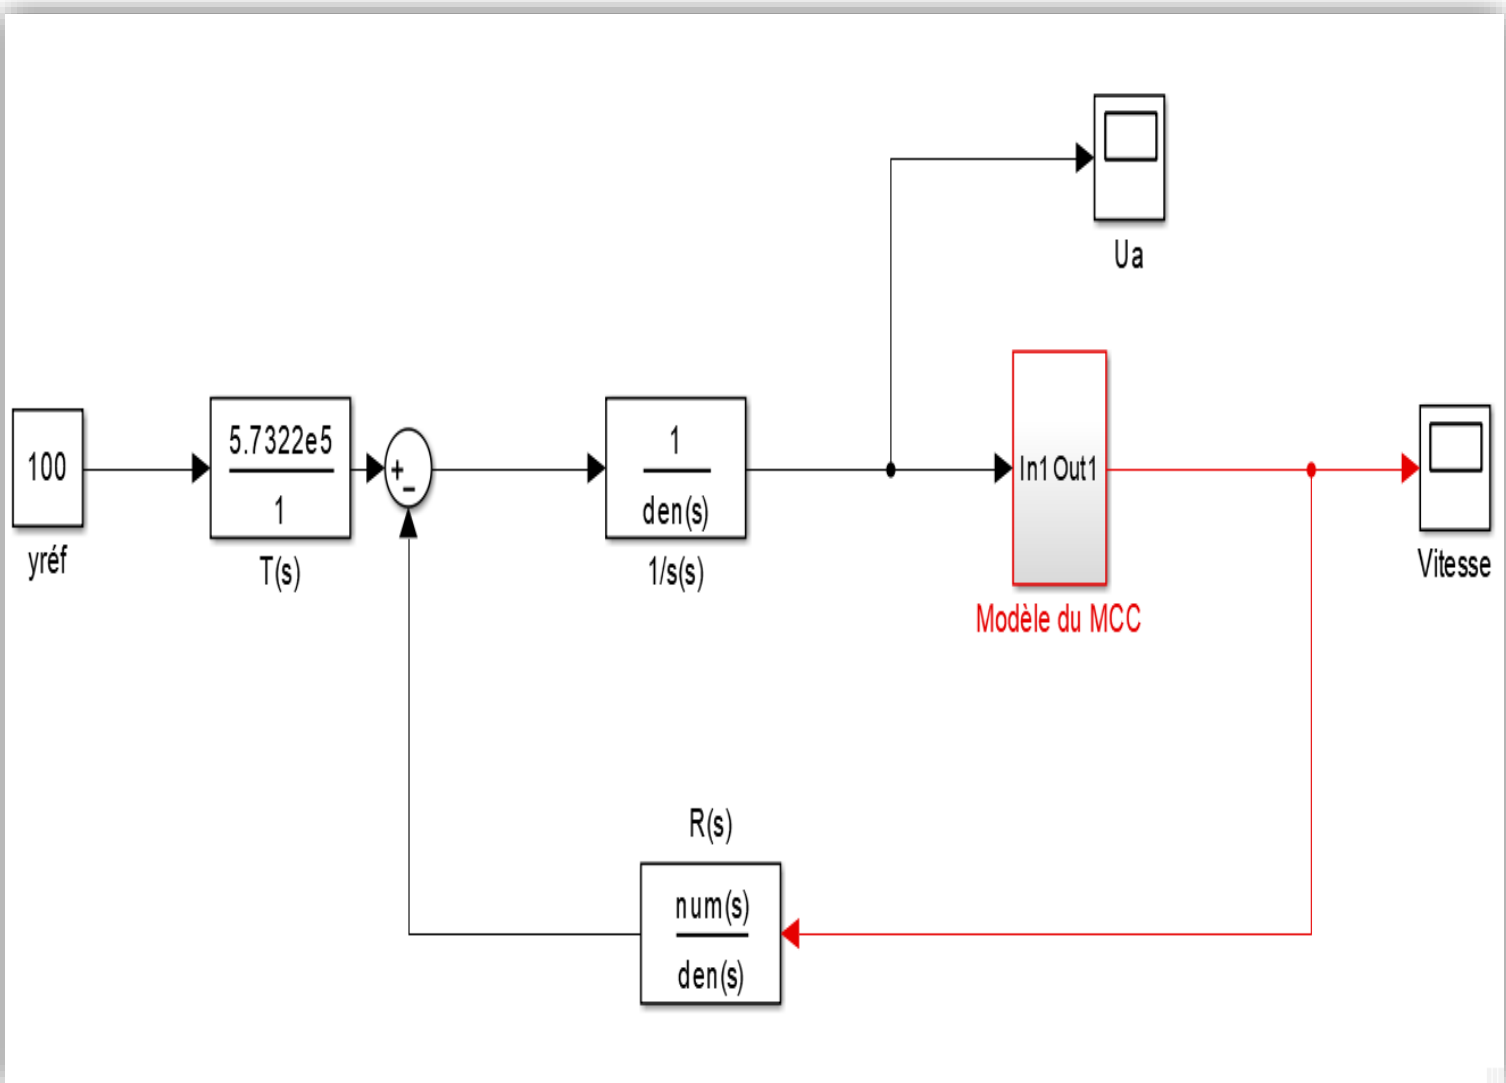 Ua
100
yréf
5.7322e5
1
T(s)
+
−
1
den(s)
1/s(s)
In1 Out1
Modèle du MCC
Vitesse
R(s)
num(s)
den(s)